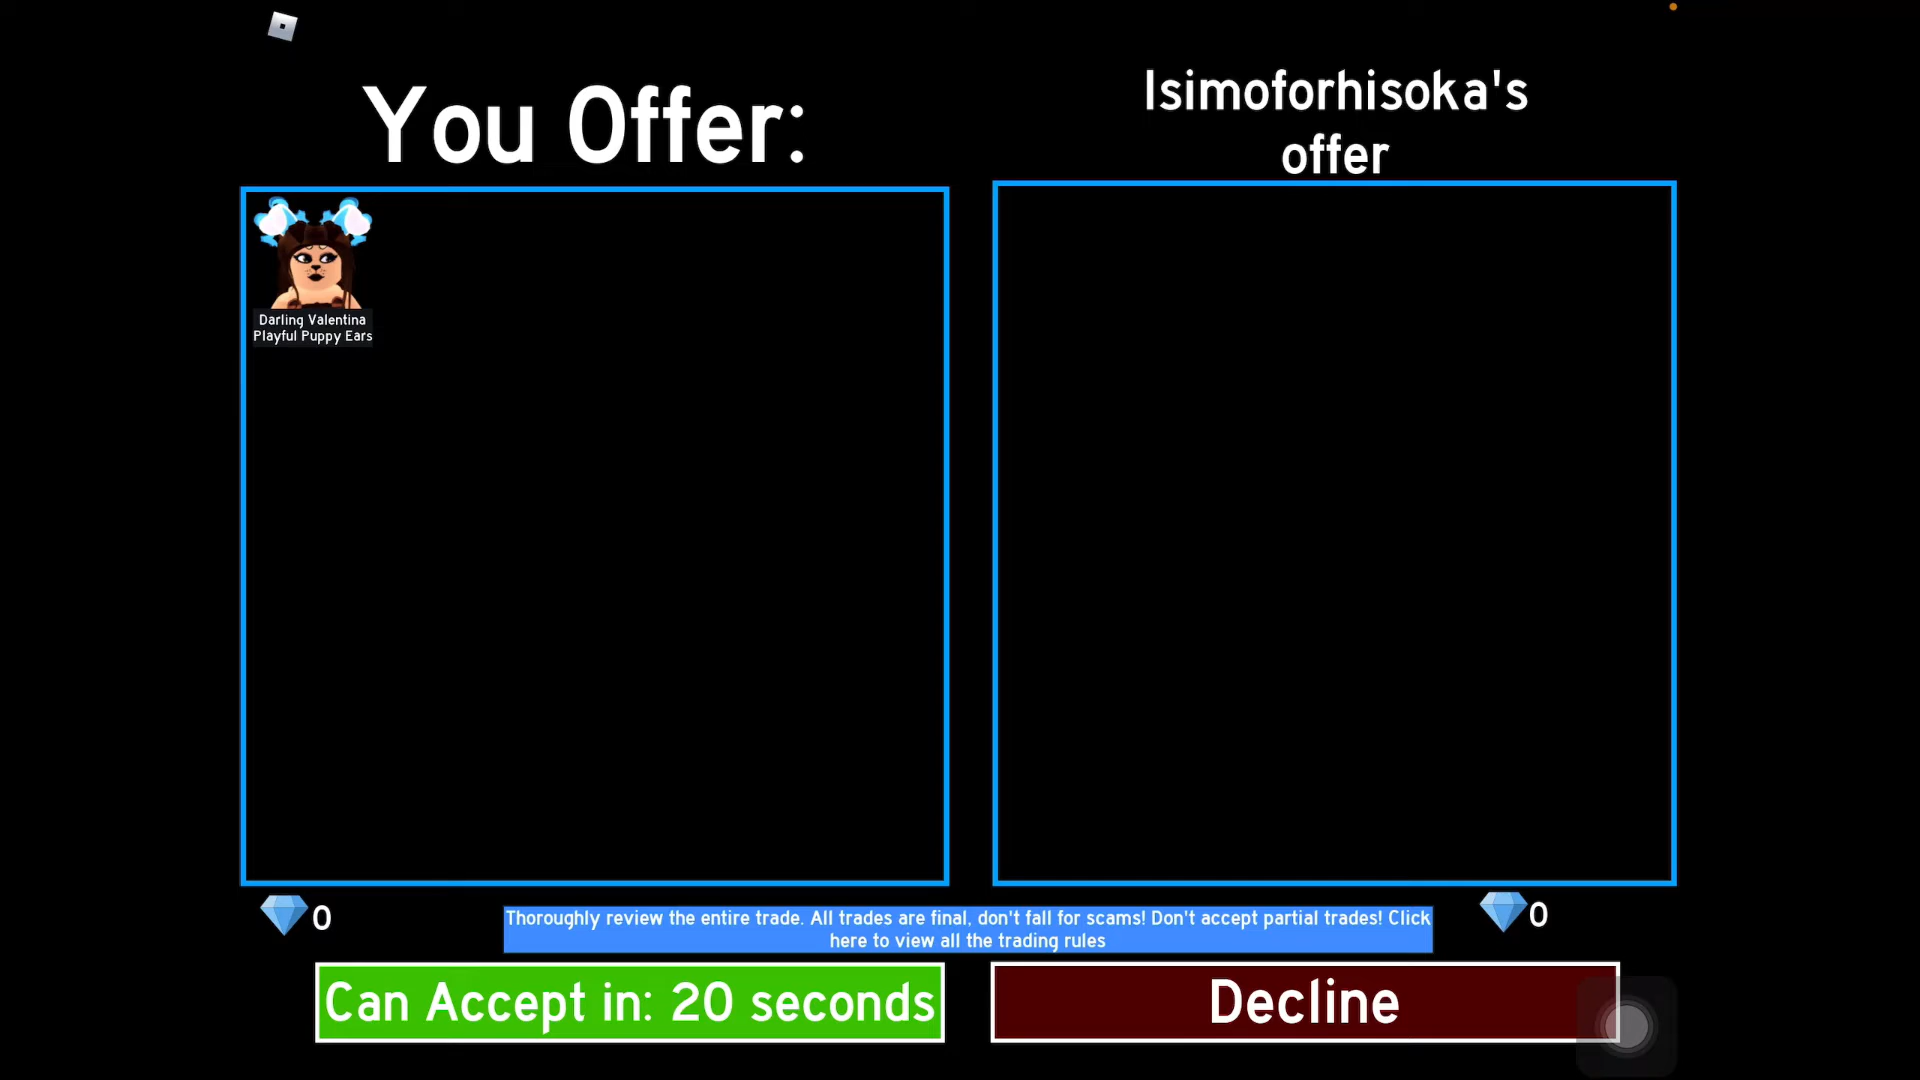 You Offer:
Isimoforhisoka's
offer
Darling Valentina
Playful Puppy Ears
0
0
Thoroughly review the entire trade. All trades are final, don't fall for scams! Don't accept partial trades! Click
here to view all the trading rules
Can Accept in: 20 seconds
Decline